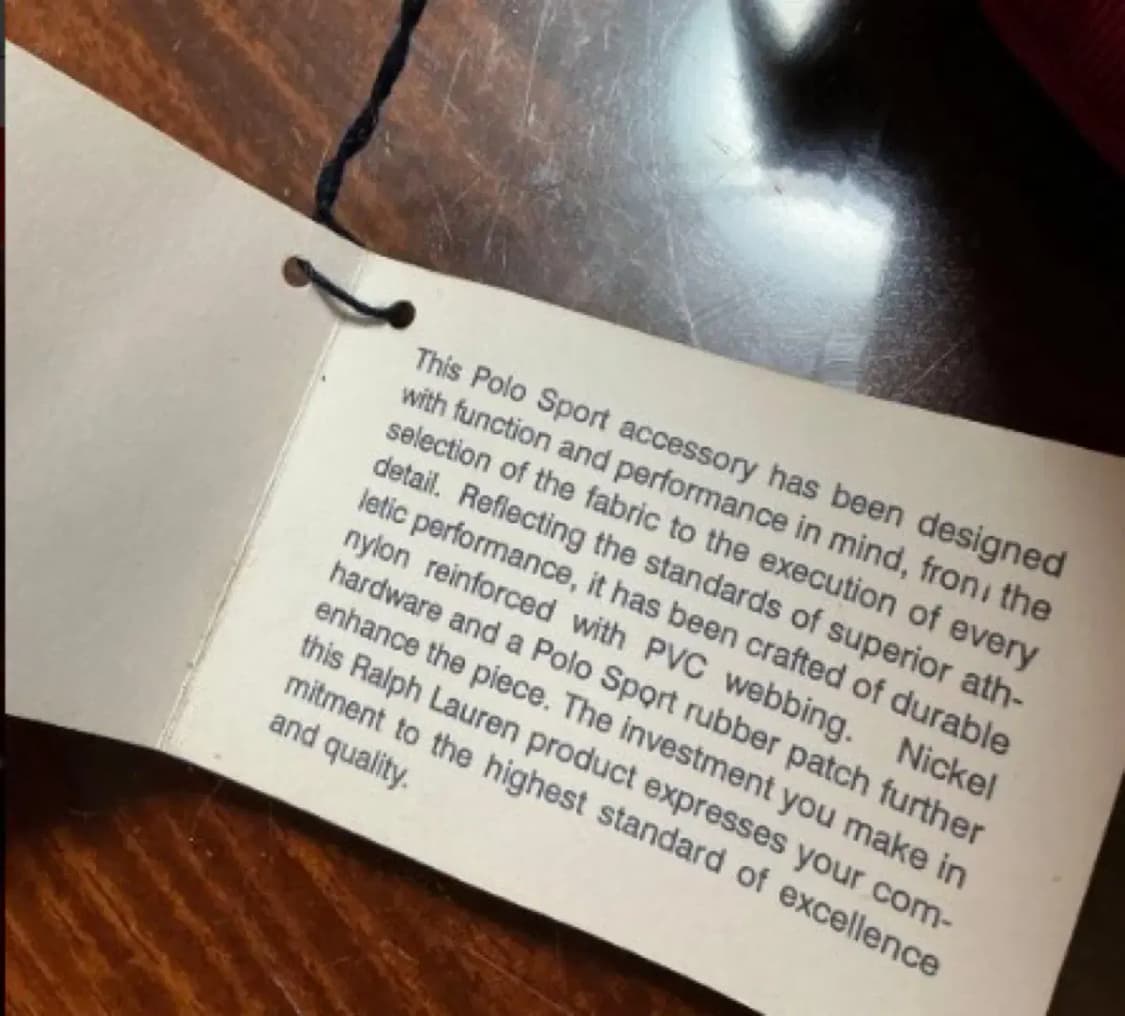 This Polo Sport accessory has been designed
with function and performance in mind, from the
selection of the fabric to the execution of every
detail. Reflecting the standards of superior ath-
letic performance, it has been crafted of durable
nylon reinforced with PVC webbing. Nickel
hardware and a Polo Sport rubber patch further
enhance the piece. The investment you make in
this Ralph Lauren product expresses your com-
mitment to the highest standard of excellence
and quality.